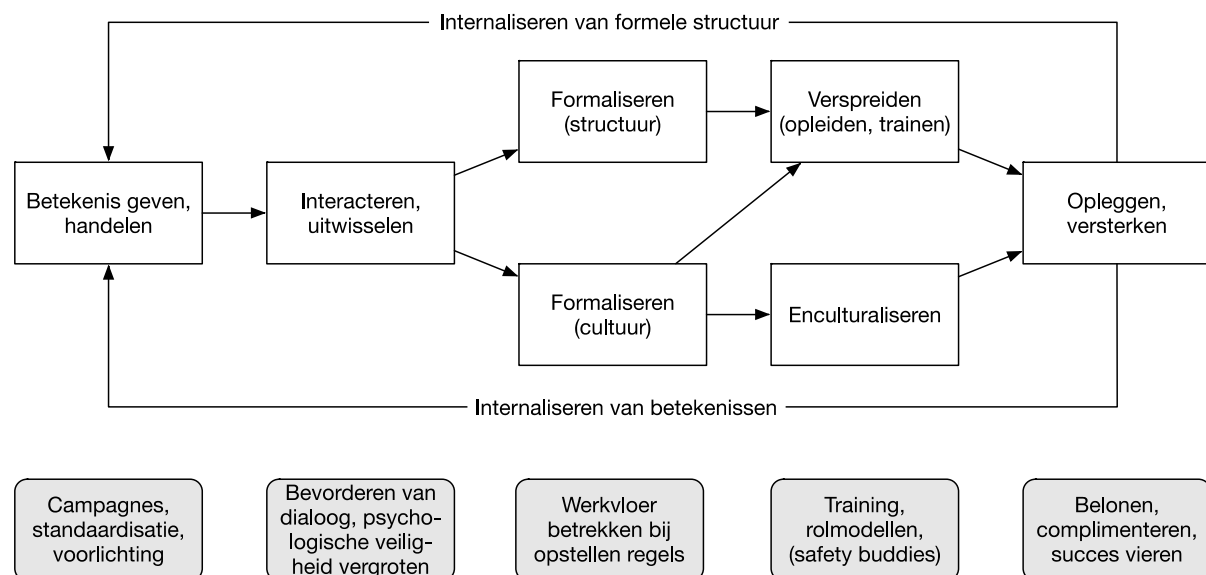 Internaliseren van formele structuur
Formaliseren
(structuur)
Verspreiden
(opleiden, trainen)
Betekenis geven,
handelen
Interacteren,
uitwisselen
Opleggen,
versterken
Formaliseren
(cultuur)
Enculturaliseren
Internaliseren van betekenissen
Campagnes,
standaardisatie,
voorlichting
Bevorderen van
dialoog, psycho-
logische veilig-
heid vergroten
Werkvloer
betrekken bij
opstellen regels
Training,
rolmodellen,
(safety buddies)
Belonen,
complimenteren,
succes vieren